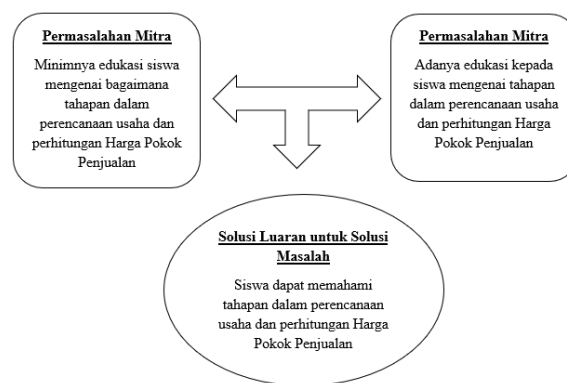 Permasalahan Mitra
Minimnya edukasi siswa
mengenai bagaimana
tahapan dalam
perencanaan usaha dan
perhitungan Harga Pokok
Penjualan
Permasalahan Mitra
Adanya edukasi kepada
siswa mengenai tahapan
dalam perencanaan usaha
dan perhitungan Harga
Pokok Penjualan
Solusi Luaran untuk Solusi
Masalah
Siswa dapat memahami
tahapan dalam perencanaan
usaha dan perhitungan Harga
Pokok Penjualan